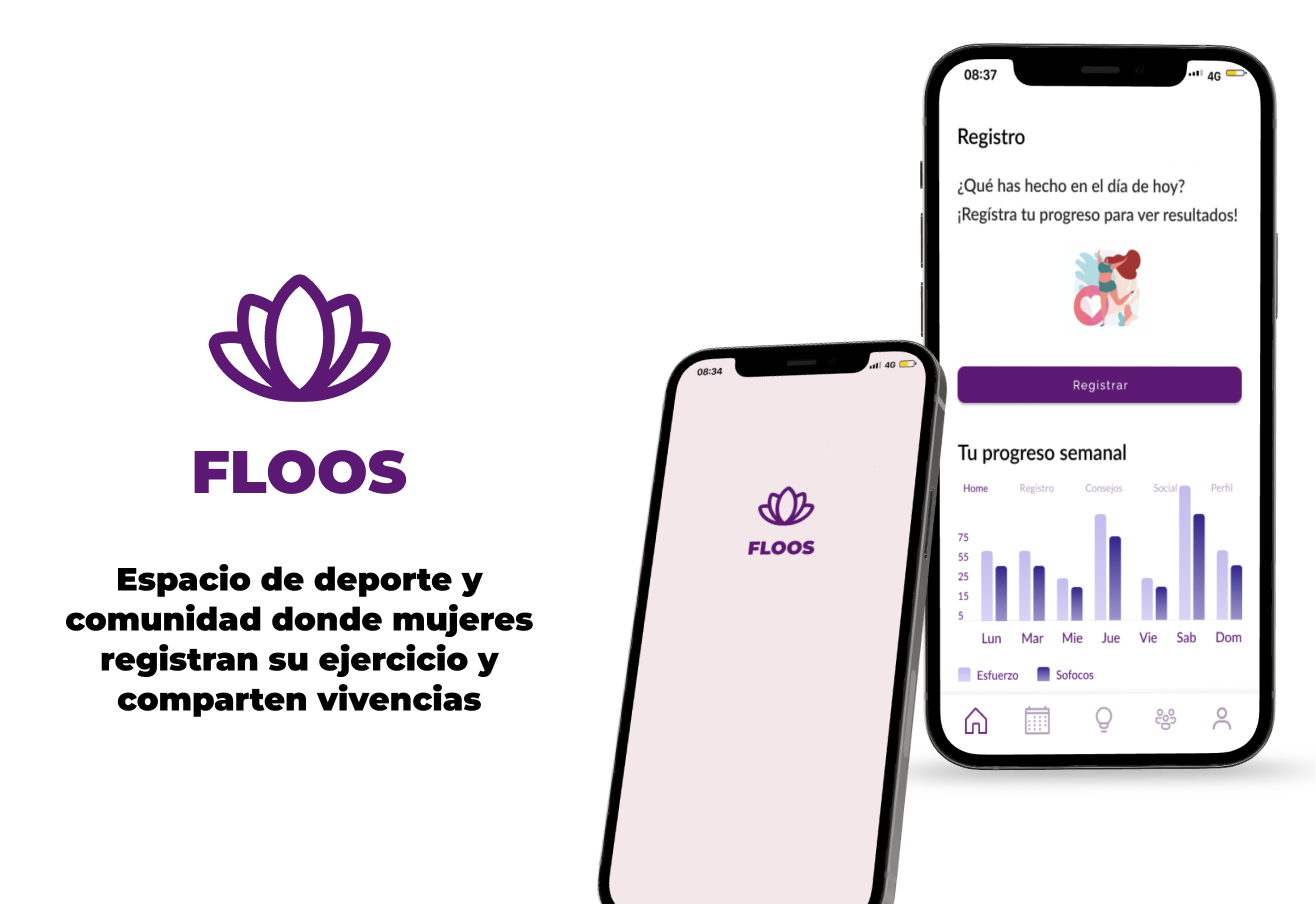 FLOOS
Espacio de deporte y
comunidad donde mujeres
registran su ejercicio y
comparten vivencias
08:34
4G
FLOOS
08:37
4G
Registro
¿Qué has hecho en el día de hoy?
¡Regístra tu progreso para ver resultados!
Registrar
Tu progreso semanal
Home Registro Consejos Social Perfil
75
55
25
15
5
Lun Mar Mie Jue Vie Sab Dom
Esfuerzo Sofocos